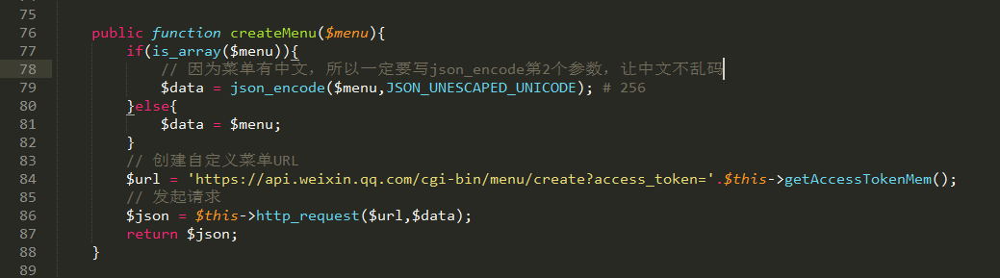 75
76 public function createMenu($menu){
77 if(is_array($menu)){
78 // 因为菜单有中文，所以一定要写json_encode第2个参数，让中文不乱码
79 $data = json_encode($menu,JSON_UNESCAPED_UNICODE); # 256
80 }else{
81 $data = $menu;
82 }
83 // 创建自定义菜单URL
84 $url = 'https://api.weixin.qq.com/cgi-bin/menu/create?access_token='.$this->getAccessTokenMem();
85 // 发起请求
86 $json = $this->http_request($url,$data);
87 return $json;
88 }
89